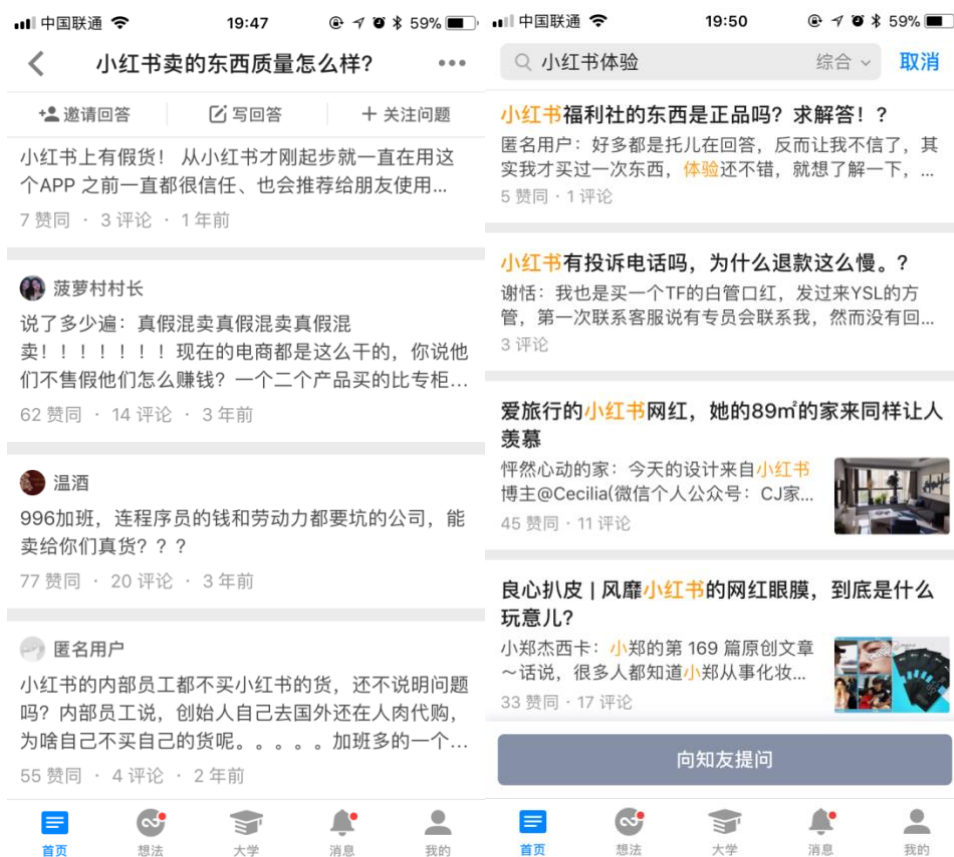 中国联通
19:47
59%
小红书卖的东西质量怎么样?
邀请回答
写回答
关注问题
小红书上有假货! 从小红书才刚起步就一直在用这
个APP 之前一直都很信任、也会推荐给朋友使用...
7 赞同 · 3 评论 · 1 年前
菠萝村村长
说了多少遍:真假混卖真假混卖真假混
卖!!!!!!!现在的电商都是这么干的,你说他
们不售假他们怎么赚钱?一个二个产品买的比专柜...
62 赞同 · 14 评论 · 3 年前
温酒
996加班,连程序员的钱和劳动力都要坑的公司,能
卖给你们真货???
77 赞同 · 20 评论 · 3 年前
匿名用户
小红书的内部员工都不买小红书的货,还不说明问题
吗?内部员工说,创始人自己去国外还在人肉代购,
为啥自己不买自己的货呢。。。。。加班多的一个...
55 赞同 · 4 评论 · 2 年前
首页
想法
大学
消息
我的
中国联通
19:50
59%
小红书体验
综合
取消
小红书福利社的东西是正品吗?求解答!?
匿名用户:好多都是托儿在回答,反而让我不信了,其
实我才买过一次东西,体验还不错,就想了解一下,...
5 赞同 · 1 评论
小红书有投诉电话吗,为什么退款这么慢。?
谢恬:我也是买一个TF的白管口红,发过来YSL的方
管,第一次联系客服说有专员会联系我,然而没有回...
3 评论
爱旅行的小红书网红,她的89㎡的家来同样让人
羡慕
怦然心动的家:今天的设计来自小红书
博主@Cecilia(微信个人公众号:CJ家...
45 赞同 · 11 评论
良心扒皮 | 风靡小红书的网红眼膜,到底是什么
玩意儿?
小郑杰西卡:小郑的第 169 篇原创文章
~话说,很多人都知道小郑从事化妆...
33 赞同 · 17 评论
向知友提问
首页
想法
大学
消息
我的